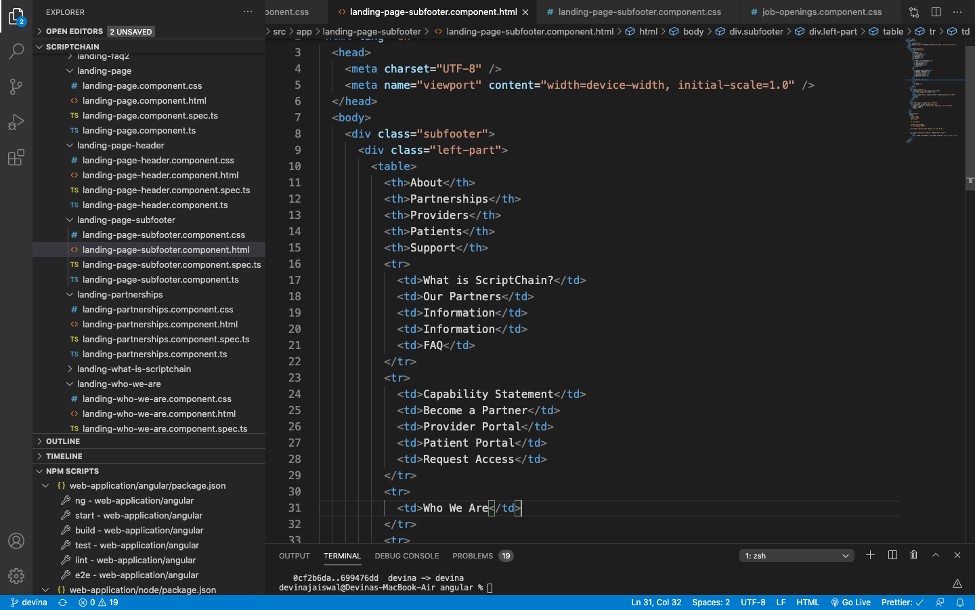 EXPLORER
···
OPEN EDITORS 2 UNSAVED
SCRIPTCHAIN
landing-faq2
landing-page
# landing-page.component.css
<> landing-page.component.html
TS landing-page.component.spec.ts
TS landing-page.component.ts
landing-page-header
# landing-page-header.component.css
<> landing-page-header.component.html
TS landing-page-header.component.spec.ts
TS landing-page-header.component.ts
landing-page-subfooter
# landing-page-subfooter.component.css
<> landing-page-subfooter.component.html
TS landing-page-subfooter.component.spec.ts
TS landing-page-subfooter.component.ts
landing-partnerships
# landing-partnerships.component.css
<> landing-partnerships.component.html
TS landing-partnerships.component.spec.ts
TS landing-partnerships.component.ts
landing-what-is-scriptchain
landing-who-we-are
# landing-who-we-are.component.css
<> landing-who-we-are.component.html
TS landing-who-we-are.component.spec.ts
OUTLINE
TIMELINE
NPM SCRIPTS
{} web-application/angular/package.json
ng - web-application/angular
start - web-application/angular
build - web-application/angular
test - web-application/angular
lint - web-application/angular
e2e - web-application/angular
{} web-application/node/package.json
2
ponent.css
<> landing-page-subfooter.component.html ×
# landing-page-subfooter.component.css
# job-openings.component.css
···
> src > app > landing-page-subfooter > <> landing-page-subfooter.component.html > html > body > div.subfooter > div.left-part > table > tr > td
3 <head>
4 <meta charset="UTF-8" />
5 <meta name="viewport" content="width=device-width, initial-scale=1.0" />
6 </head>
7 <body>
8 <div class="subfooter">
9 <div class="left-part">
10 <table>
11 <th>About</th>
12 <th>Partnerships</th>
13 <th>Providers</th>
14 <th>Patients</th>
15 <th>Support</th>
16 <tr>
17 <td>What is ScriptChain?</td>
18 <td>Our Partners</td>
19 <td>Information</td>
20 <td>Information</td>
21 <td>FAQ</td>
22 </tr>
23 <tr>
24 <td>Capability Statement</td>
25 <td>Become a Partner</td>
26 <td>Provider Portal</td>
27 <td>Patient Portal</td>
28 <td>Request Access</td>
29 </tr>
30 <tr>
31 <td>Who We Are</td>
32 </tr>
33 <tr>
OUTPUT TERMINAL DEBUG CONSOLE PROBLEMS 19
1: zsh
0cf2b6da..699476dd devina -> devina
devinajaiswal@Devinas-MacBook-Air angular %
devina 0 19
Ln 31, Col 32 Spaces: 2 UTF-8 LF HTML Go Live Prettier: ✓